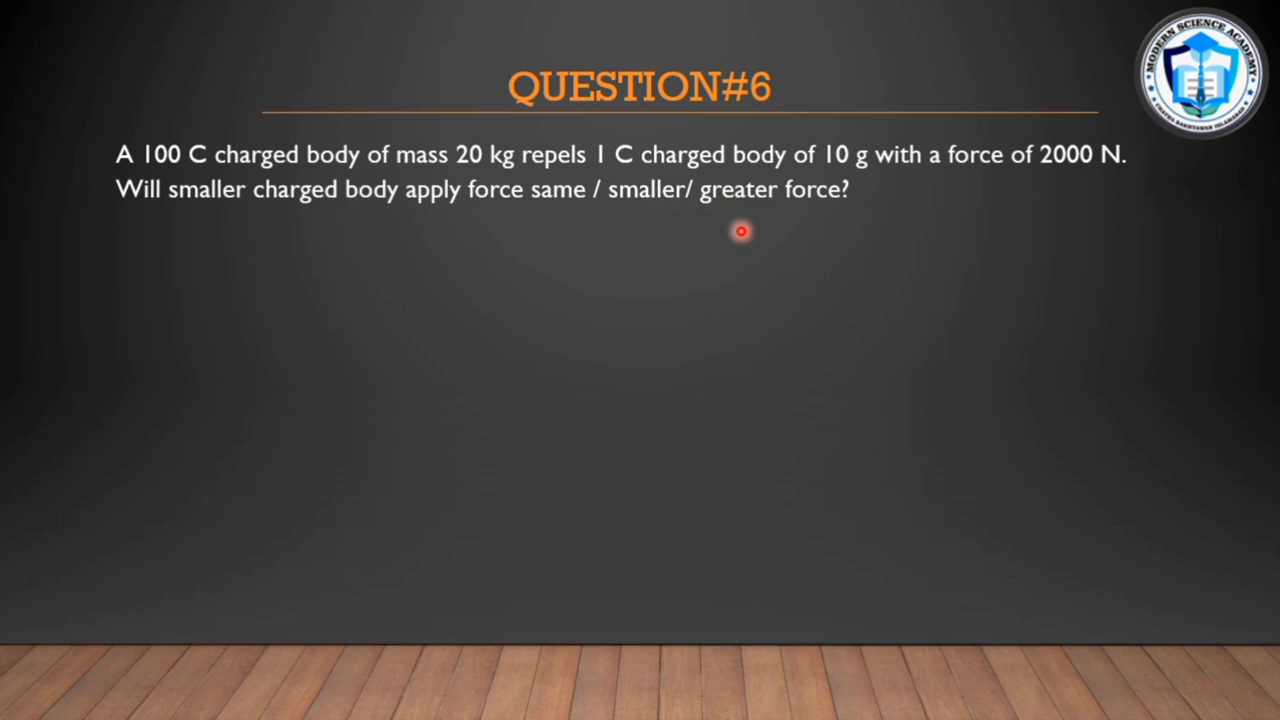 MODERN SCIENCE ACADEMY
QUESTION#6
A 100 C charged body of mass 20 kg repels 1 C charged body of 10 g with a force of 2000 N.
Will smaller charged body apply force same / smaller/ greater force?